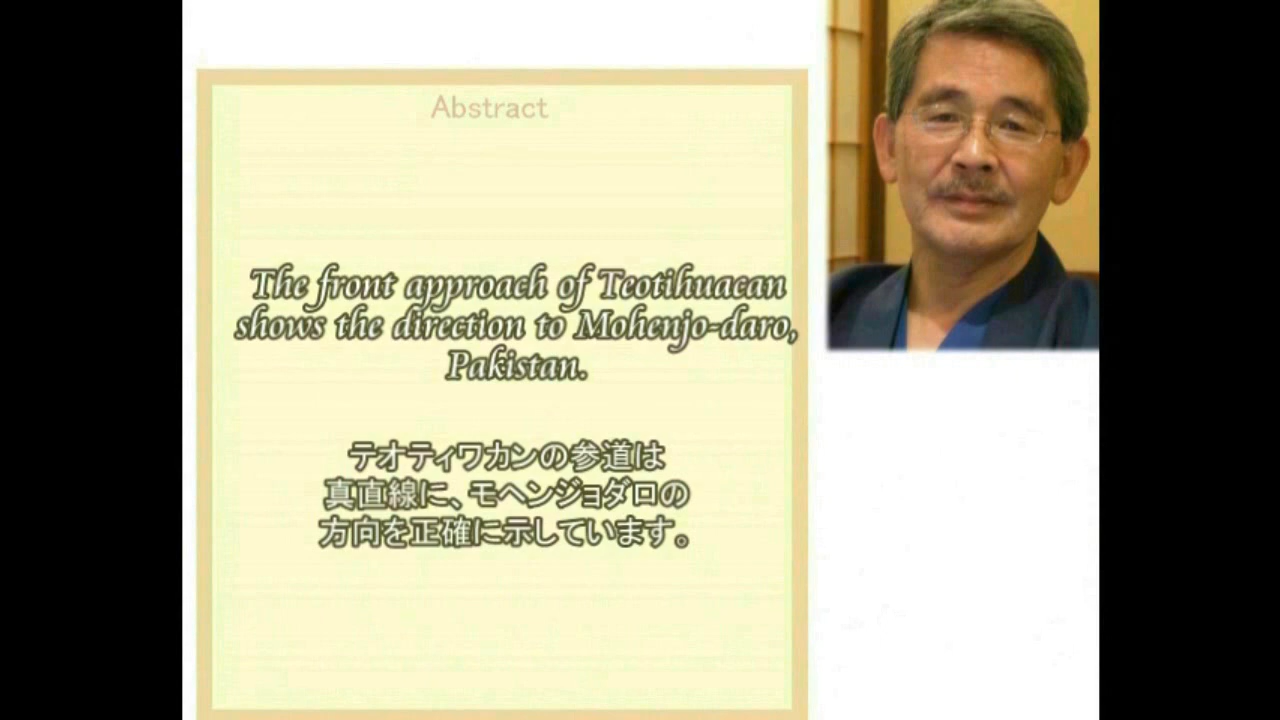 Abstract
The front approach of Teotihuacan
shows the direction to Mohenjo-daro,
Pakistan.
テオティワカンの参道は
真直線に、モヘンジョダロの
方向を正確に示しています。